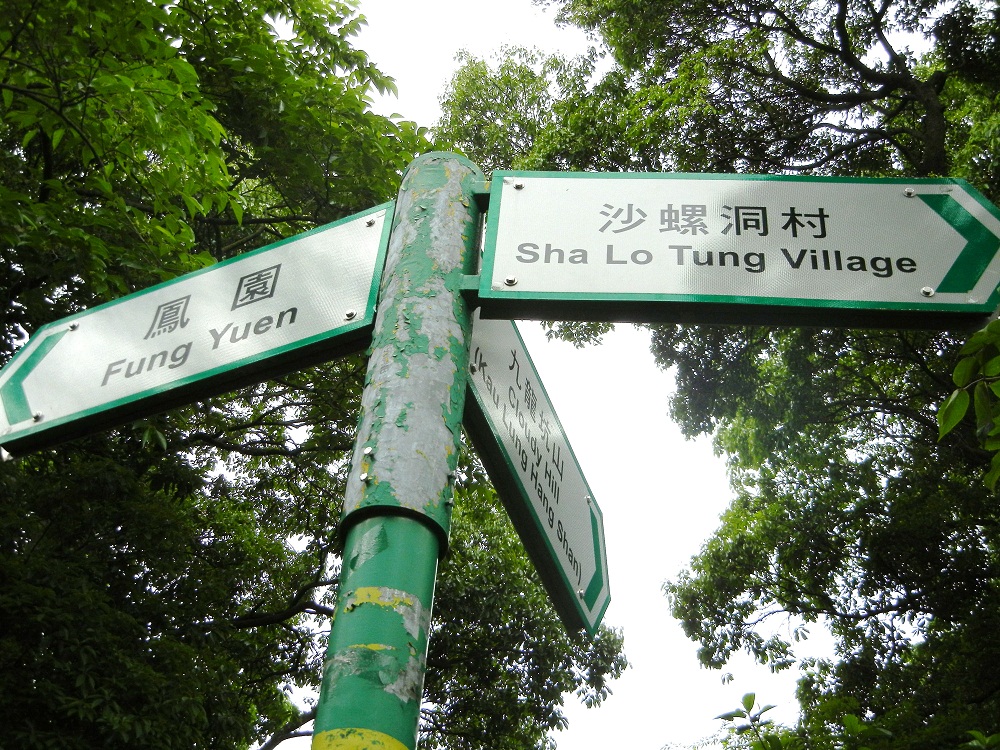 鳳園
Fung Yuen
沙螺洞村
Sha Lo Tung Village
九龍坑山
Cloudy Hill
(Kau Lung Hang Shan)